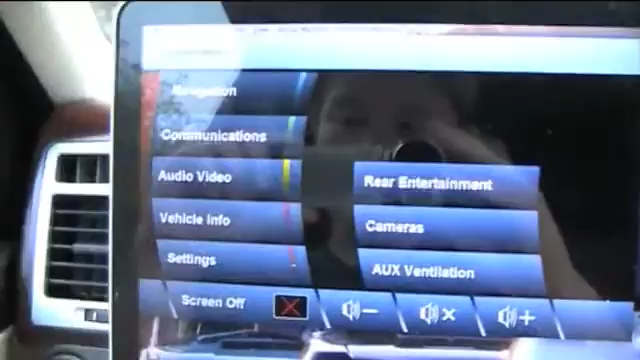 Navigation
Communications
Audio Video
Rear Entertainment
Vehicle Info
Cameras
Settings
AUX Ventilation
Screen Off